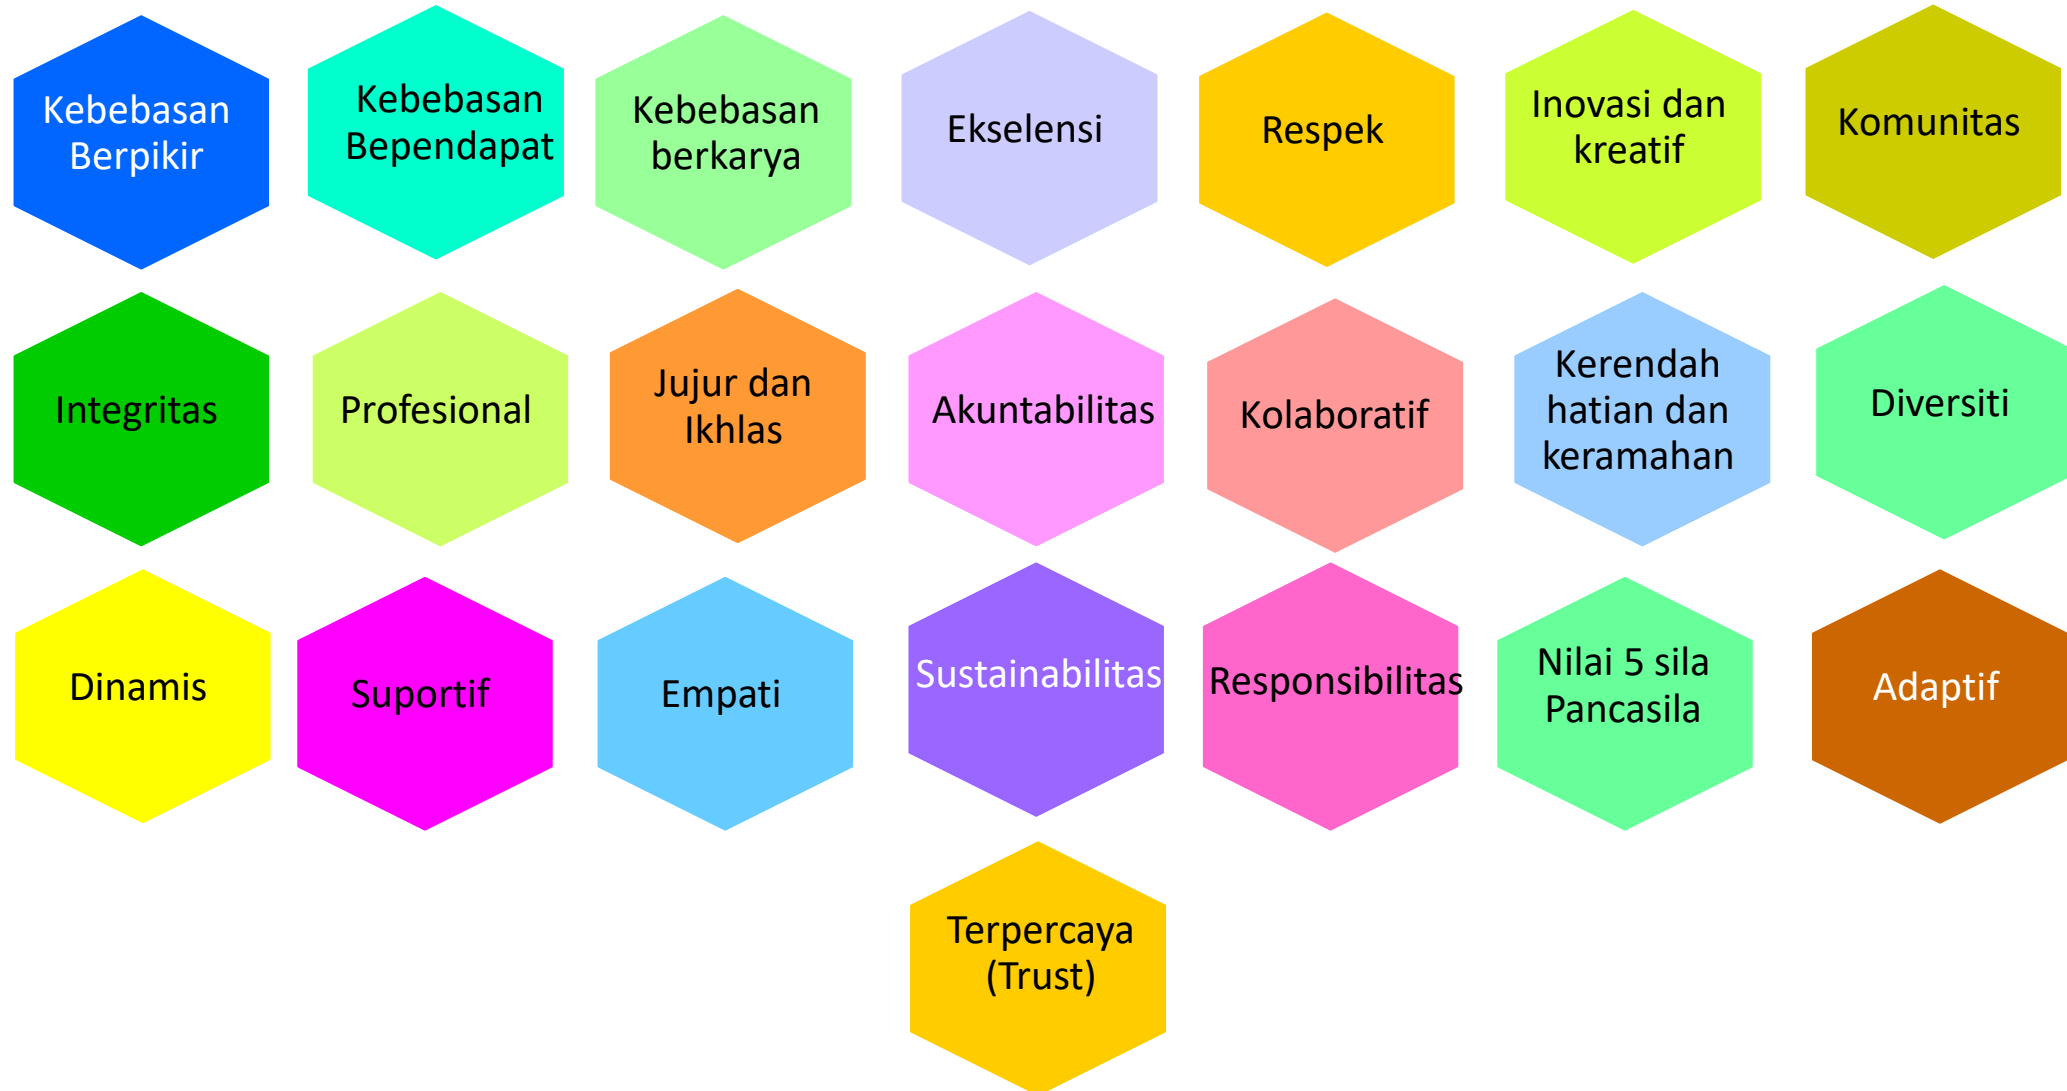 Kebebasan
Berpikir
Kebebasan
Bependapat
Kebebasan
berkarya
Ekselensi
Respek
Inovasi dan
kreatif
Komunitas
Integritas
Profesional
Jujur dan
Ikhlas
Akuntabilitas
Kolaboratif
Kerendah
hatian dan
keramahan
Diversiti
Dinamis
Suportif
Empati
Sustainabilitas
Responsibilitas
Nilai 5 sila
Pancasila
Adaptif
Terpercaya
(Trust)